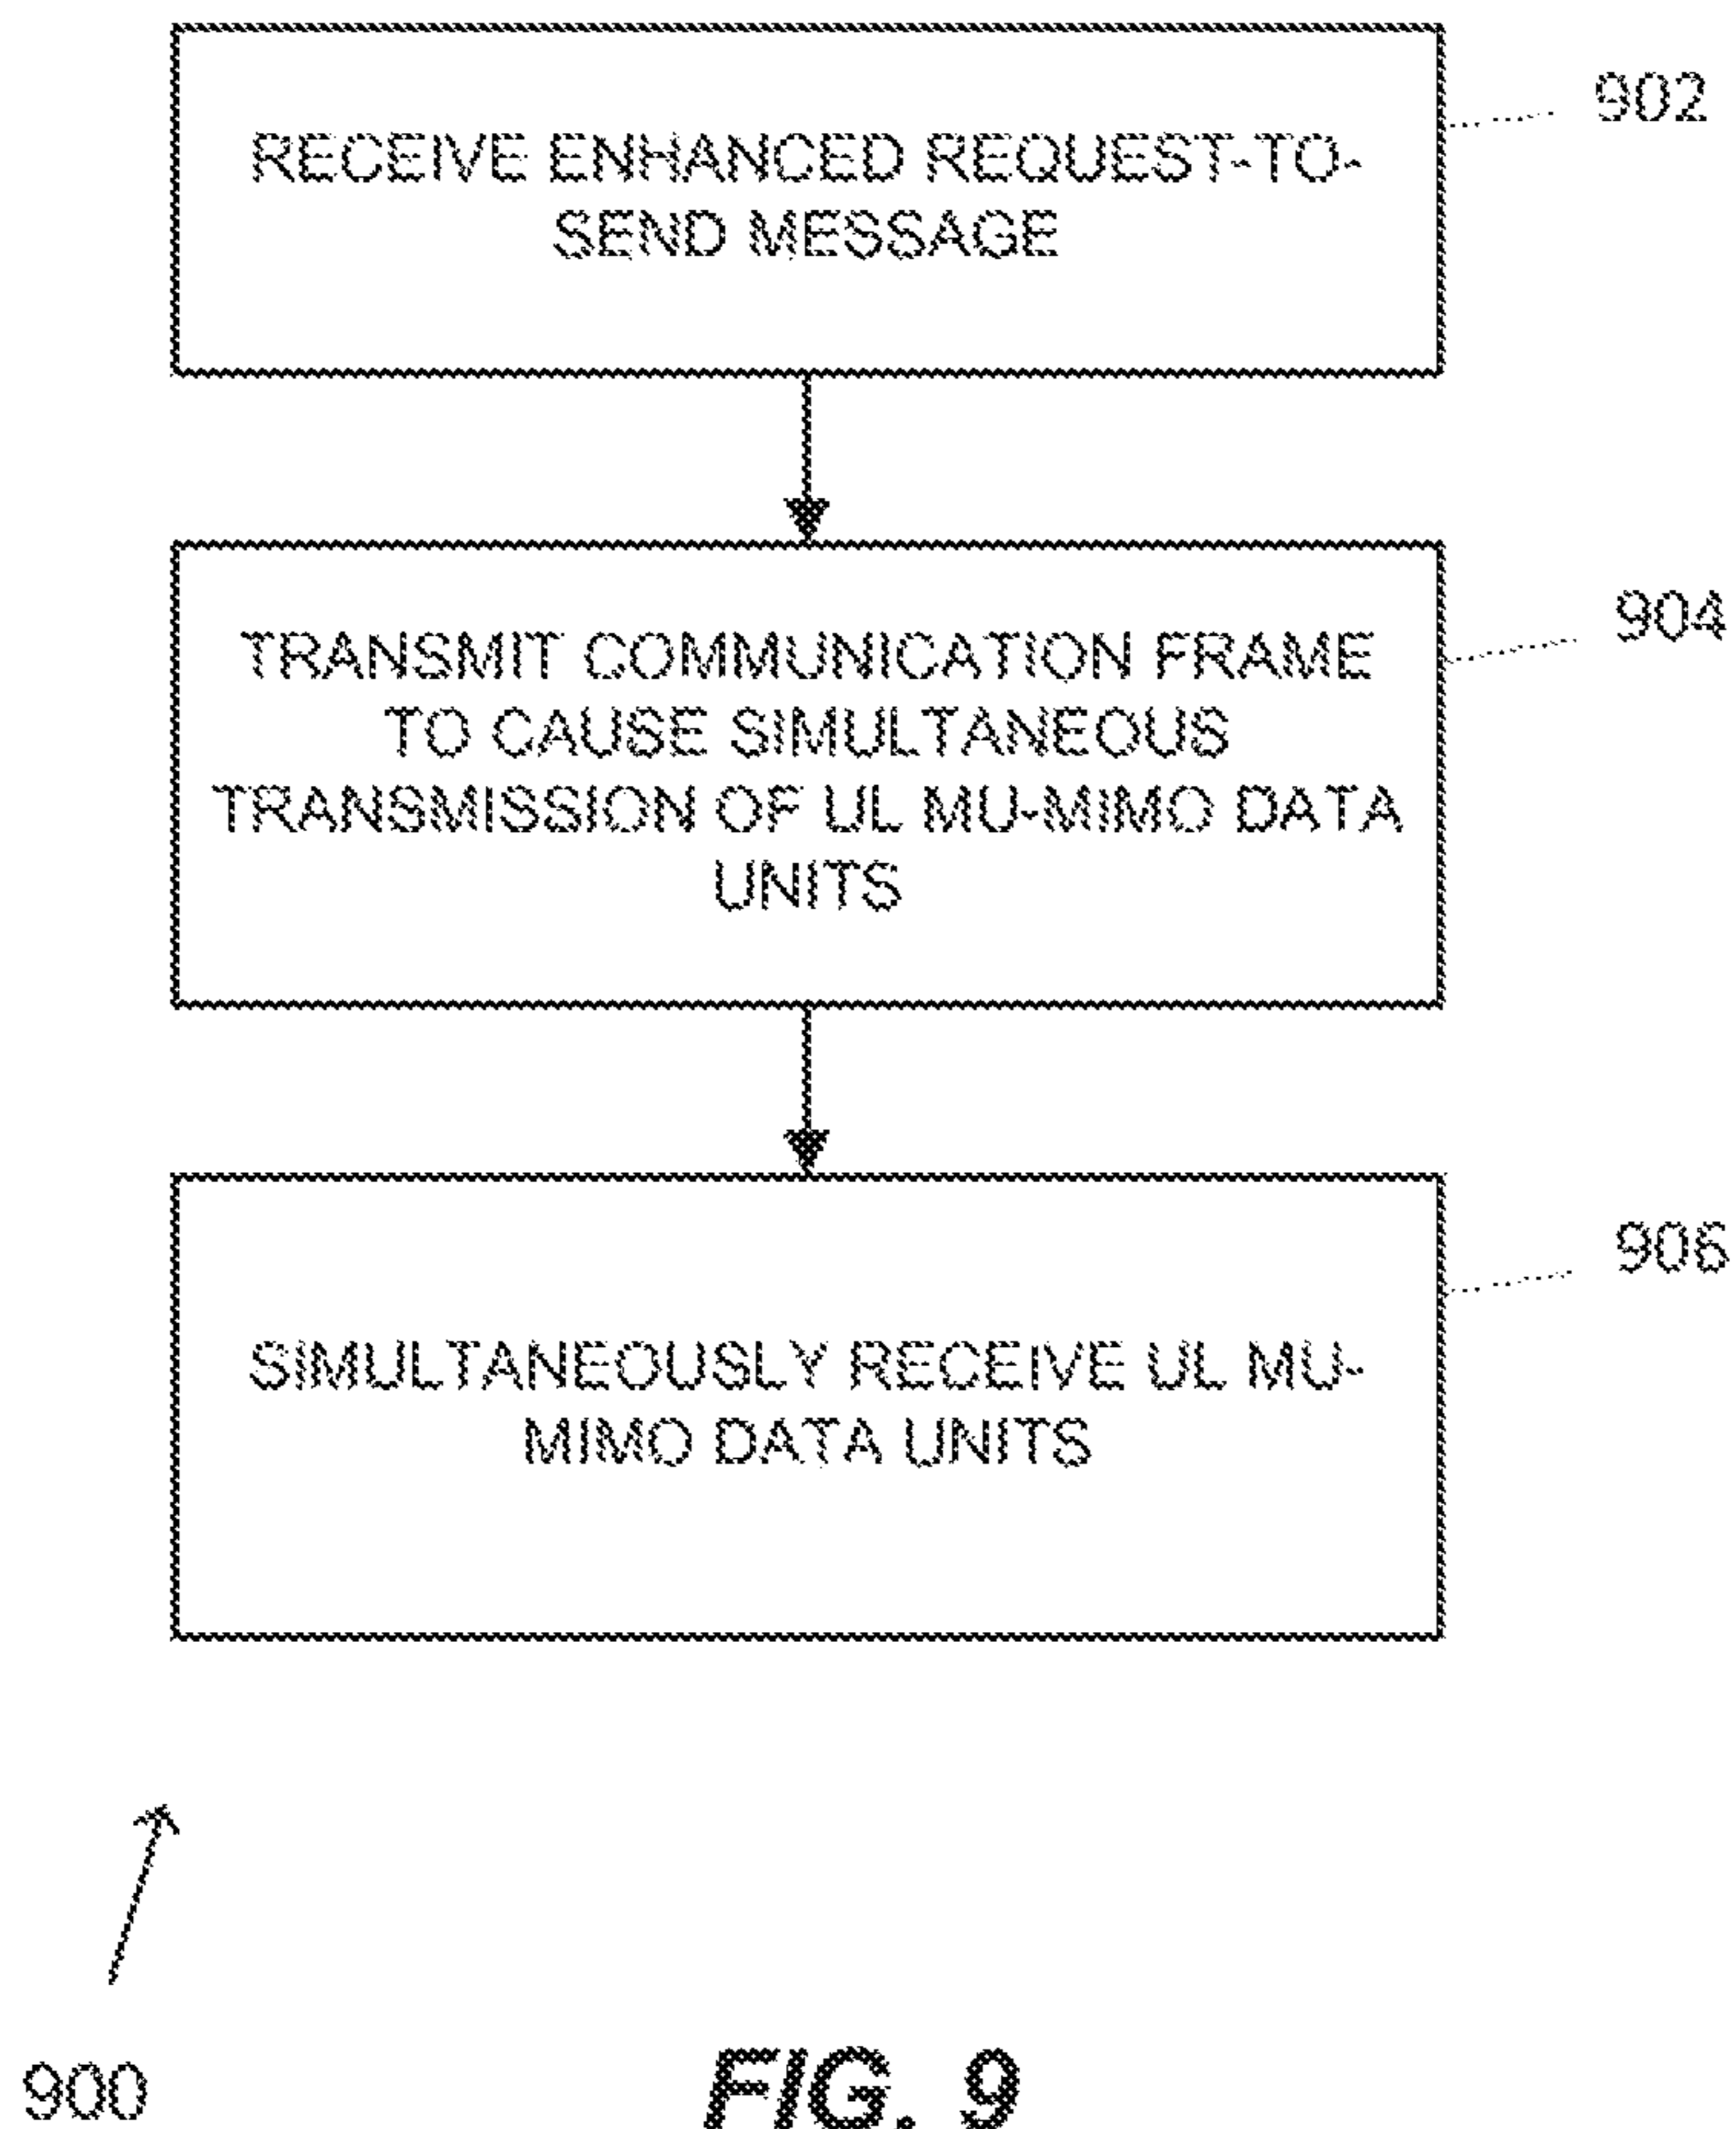 RECEIVE ENHANCED REQUEST-TO-
SEND MESSAGE
902
TRANSMIT COMMUNICATION FRAME
TO CAUSE SIMULTANEOUS
TRANSMISSION OF UL MU-MIMO DATA
UNITS
904
SIMULTANEOUSLY RECEIVE UL MU-
MIMO DATA UNITS
906
900
FIG. 9